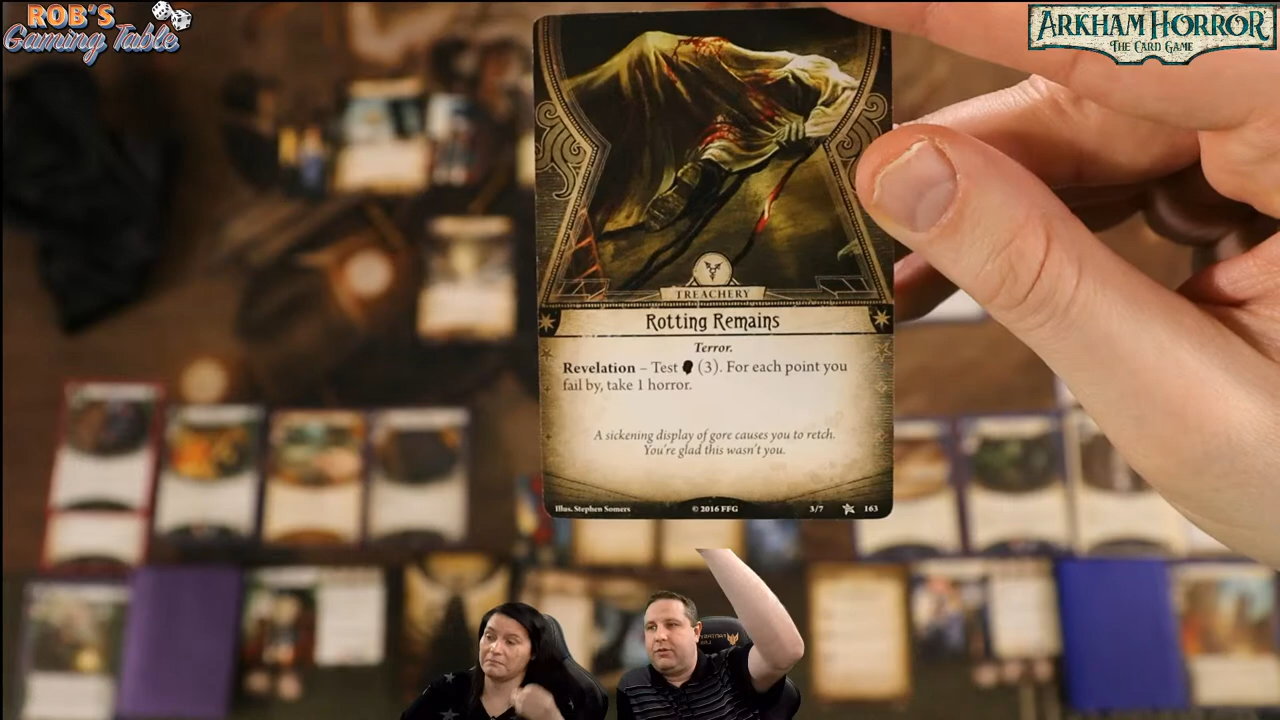 ROB'S
Gaming Table
ARKHAM HORROR
THE CARD GAME
TREACHERY
Rotting Remains
Terror.
Revelation – Test (3). For each point you
fail by, take 1 horror.
A sickening display of gore causes you to retch.
You're glad this wasn't you.
Illus. Stephen Somers © 2016 FFG 3/7 163